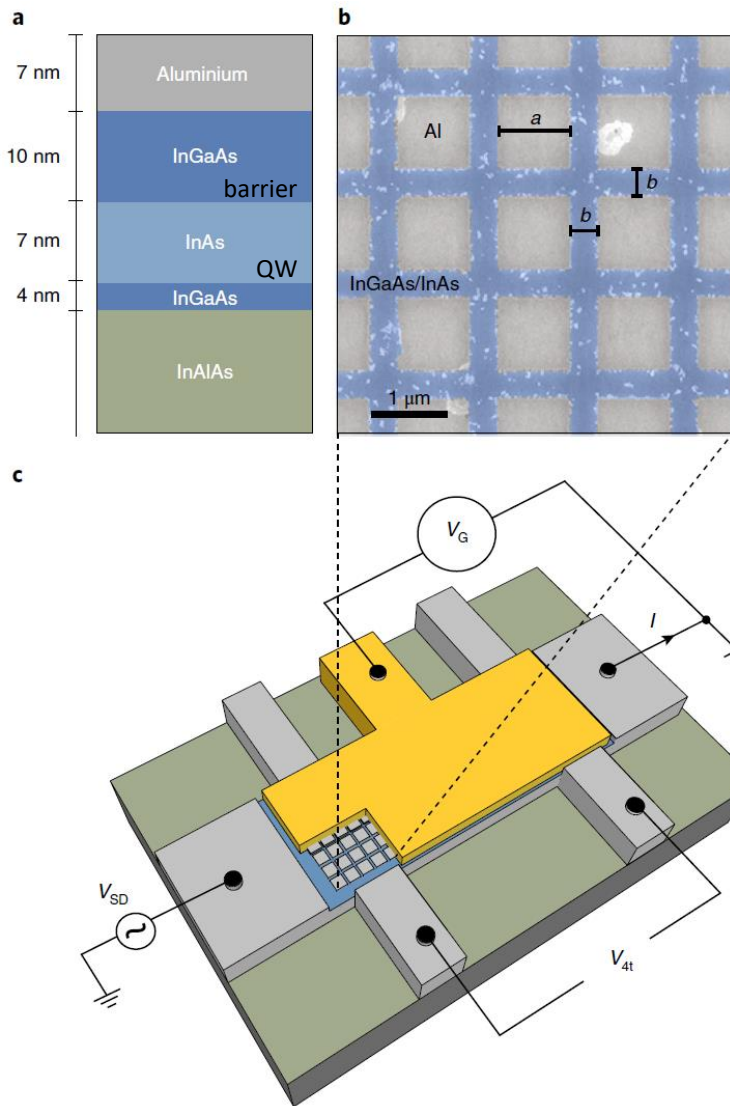 a
7 nm
Aluminium
10 nm
InGaAs
barrier
7 nm
InAs
QW
4 nm
InGaAs
InAlAs
b
Al
a
b
b
InGaAs/InAs
1 μm
c
V_G
I
V_SD
~
V_4t